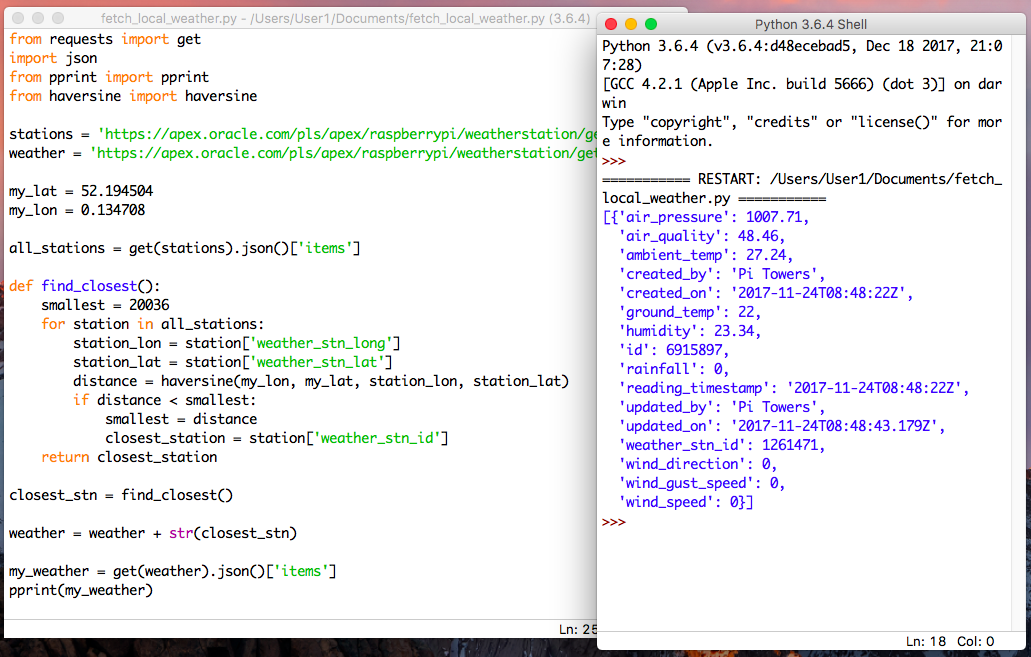 fetch_local_weather.py - /Users/User1/Documents/fetch_local_weather.py (3.6.4)
from requests import get
import json
from pprint import pprint
from haversine import haversine
stations = 'https://apex.oracle.com/pls/apex/raspberrypi/weatherstation/ge
weather = 'https://apex.oracle.com/pls/apex/raspberrypi/weatherstation/get
my_lat = 52.194504
my_lon = 0.134708
all_stations = get(stations).json()['items']
def find_closest():
    smallest = 20036
    for station in all_stations:
        station_lon = station['weather_stn_long']
        station_lat = station['weather_stn_lat']
        distance = haversine(my_lon, my_lat, station_lon, station_lat)
        if distance < smallest:
            smallest = distance
            closest_station = station['weather_stn_id']
    return closest_station
closest_stn = find_closest()
weather = weather + str(closest_stn)
my_weather = get(weather).json()['items']
pprint(my_weather)
Ln: 25
Python 3.6.4 Shell
Python 3.6.4 (v3.6.4:d48ecebad5, Dec 18 2017, 21:0
7:28)
[GCC 4.2.1 (Apple Inc. build 5666) (dot 3)] on dar
win
Type "copyright", "credits" or "license()" for mor
e information.
>>>
=========== RESTART: /Users/User1/Documents/fetch_
local_weather.py ===========
[{'air_pressure': 1007.71,
  'air_quality': 48.46,
  'ambient_temp': 27.24,
  'created_by': 'Pi Towers',
  'created_on': '2017-11-24T08:48:22Z',
  'ground_temp': 22,
  'humidity': 23.34,
  'id': 6915897,
  'rainfall': 0,
  'reading_timestamp': '2017-11-24T08:48:22Z',
  'updated_by': 'Pi Towers',
  'updated_on': '2017-11-24T08:48:43.179Z',
  'weather_stn_id': 1261471,
  'wind_direction': 0,
  'wind_gust_speed': 0,
  'wind_speed': 0}]
>>>
Ln: 18 Col: 0